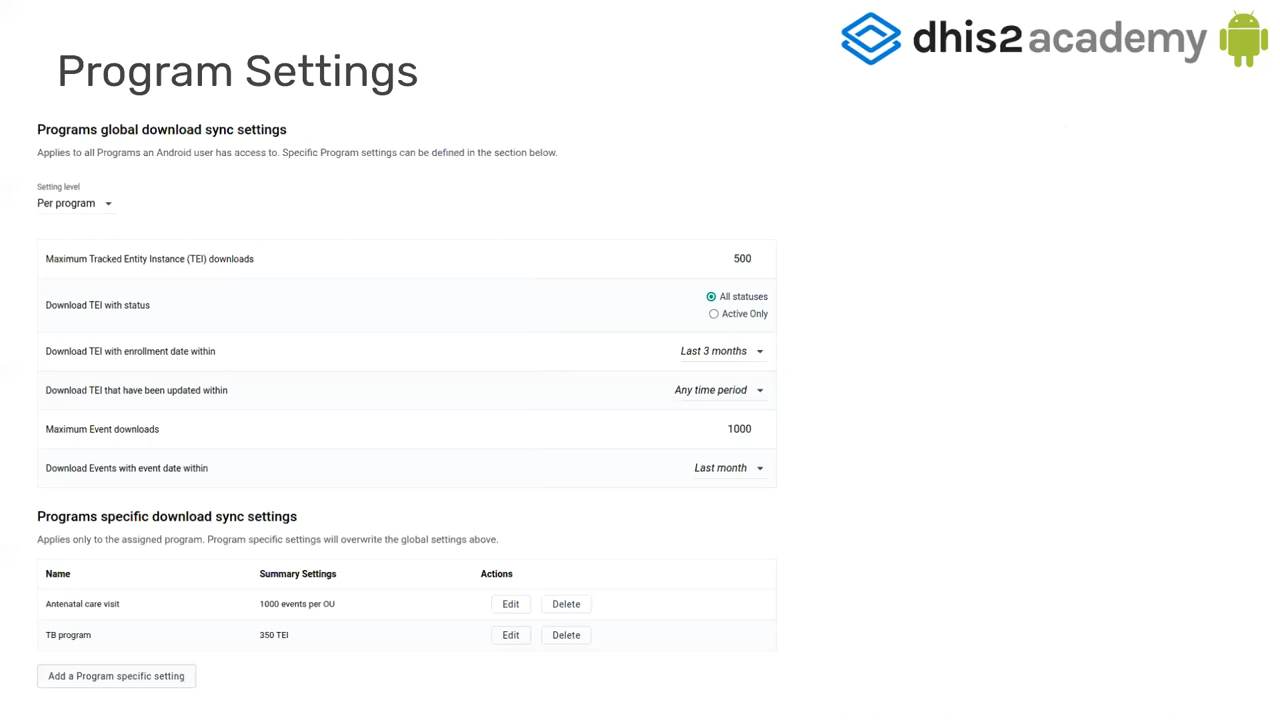 dhis2 academy
Program Settings
Programs global download sync settings
Applies to all Programs an Android user has access to. Specific Program settings can be defined in the section below.
Setting level
Per program
Maximum Tracked Entity Instance (TEI) downloads 500
Download TEI with status
All statuses
Active Only
Download TEI with enrollment date within Last 3 months
Download TEI that have been updated within Any time period
Maximum Event downloads 1000
Download Events with event date within Last month
Programs specific download sync settings
Applies only to the assigned program. Program specific settings will overwrite the global settings above.
Name Summary Settings Actions
Antenatal care visit 1000 events per OU Edit Delete
TB program 350 TEI Edit Delete
Add a Program specific setting